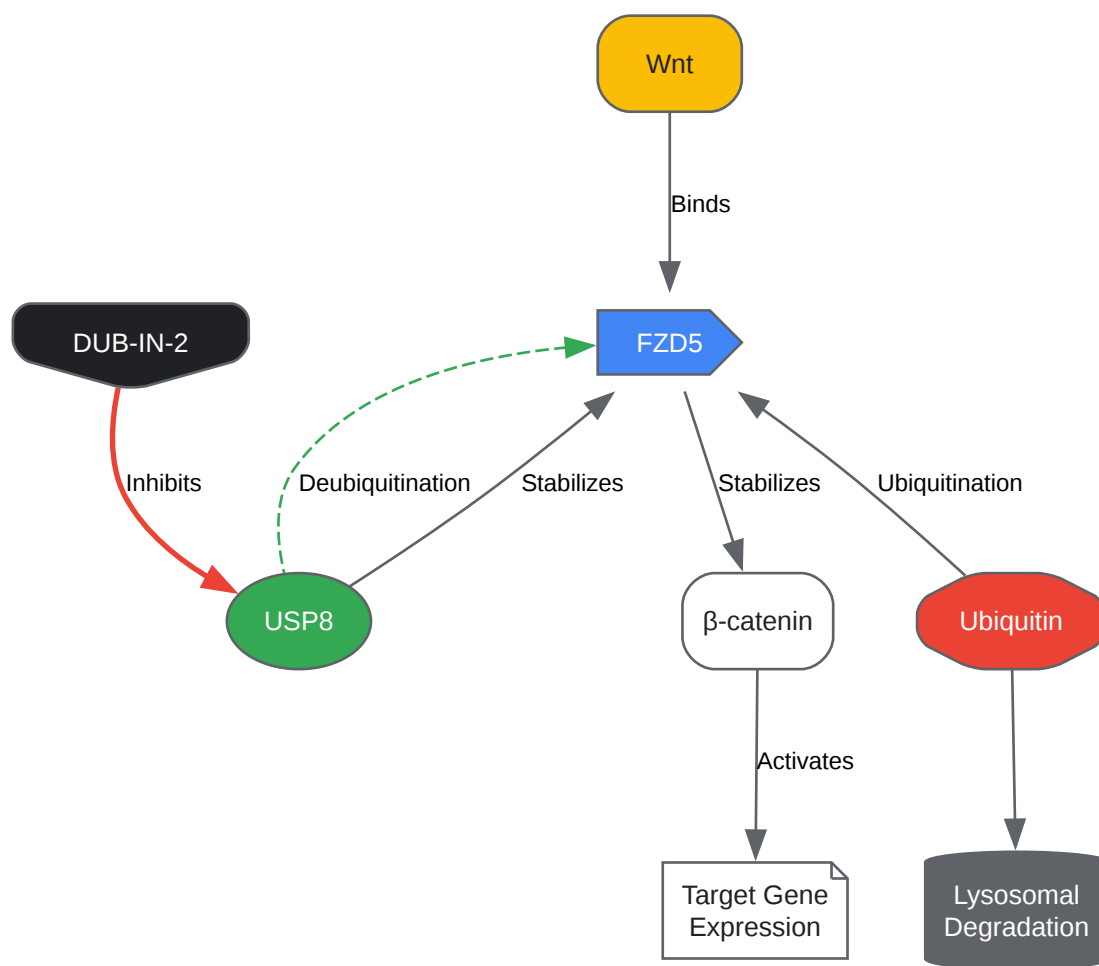 Wnt
Binds
DUB-IN-2
FZD5
Inhibits
Deubiquitination
Stabilizes
Stabilizes
Ubiquitination
USP8
β-catenin
Ubiquitin
Activates
Target Gene
Expression
Lysosomal
Degradation